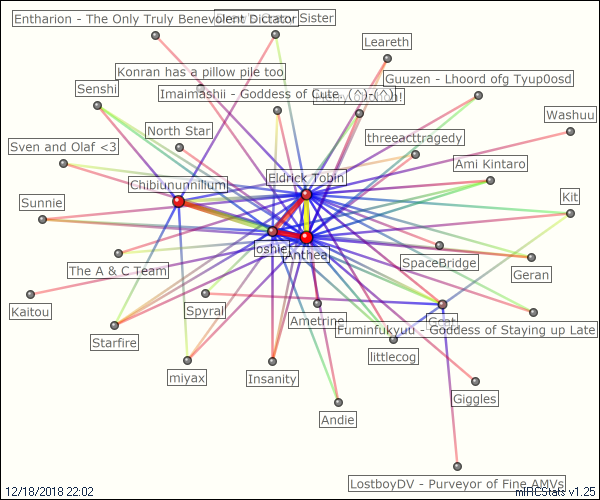 Entharion - The Only Truly Benevolent Dictator
Sister
Leareth
Konran has a pillow pile too
Guuzen - Lhoord ofg Tyup0osd
Senshi
Imaimashii - Goddess of Cute. (^)-(^)
Washuu
North Star
threeacttragedy
Sven and Olaf <3
Ami Kintaro
Eldrick Tobin
Chibiununnilium
Kit
Sunnie
oshie
Anthea
SpaceBridge
The A & C Team
Geran
Kaitou
Spyral
Ametrine
Starfire
Fuminfukyuu - Goddess of Staying up Late
littlecog
miyax
Insanity
Giggles
Andie
LostboyDV - Purveyor of Fine AMVs
12/18/2018 22:02
mIRCStats v1.25